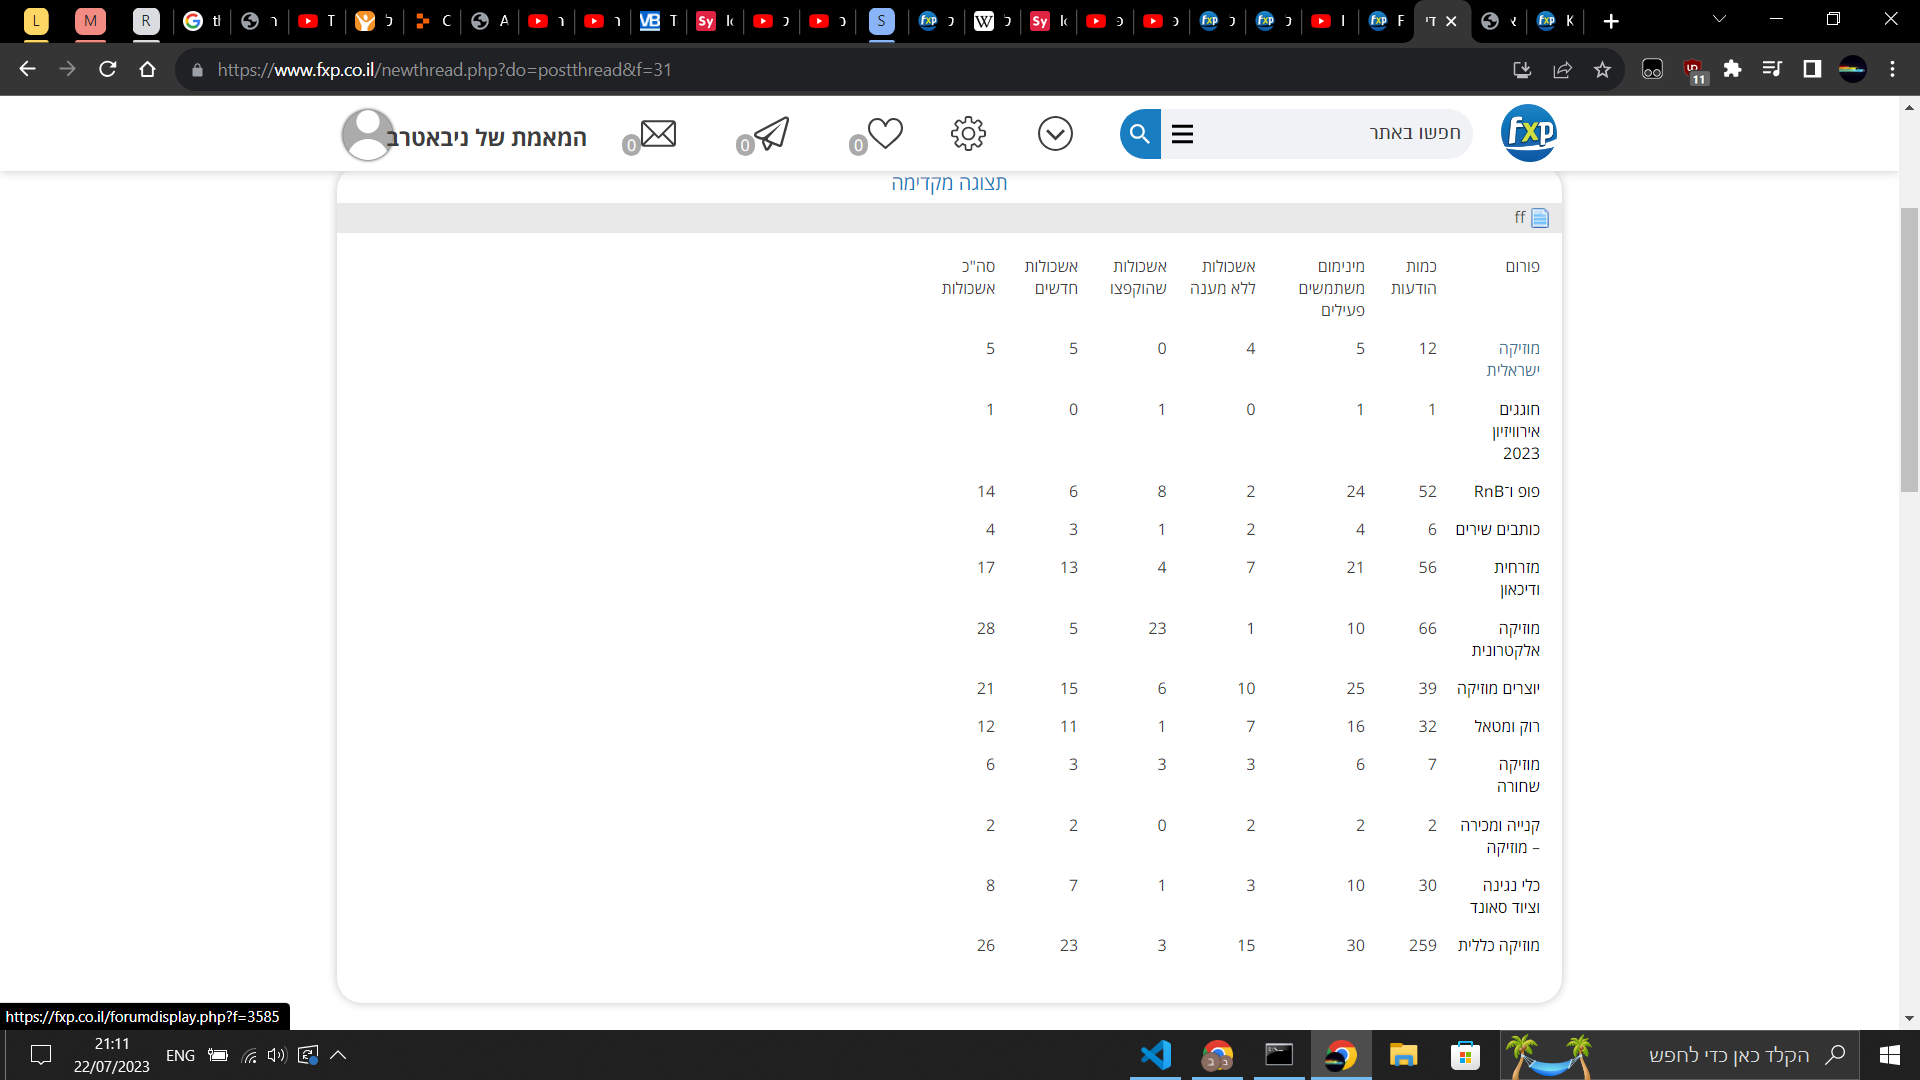 L
M
R
S
https://www.fxp.co.il/newthread.php?do=postthread&f=31
11
fxp
חפשו באתר
0
0
0
המאמת של ניבאטרב
תצוגה מקדימה
ff
פורום
כמות הודעות
מינימום משתמשים פעילים
אשכולות ללא מענה
אשכולות שהוקפצו
אשכולות חדשים
סה"כ אשכולות
מוזיקה ישראלית 12 5 4 0 5 5
חוגגים אירוויזיון 2023 1 1 0 1 0 1
פופ ו־RnB 52 24 2 8 6 14
כותבים שירים 6 4 2 1 3 4
מזרחית ודיכאון 56 21 7 4 13 17
מוזיקה אלקטרונית 66 10 1 23 5 28
יוצרים מוזיקה 39 25 10 6 15 21
רוק ומטאל 32 16 7 1 11 12
מוזיקה שחורה 7 6 3 3 3 6
קנייה ומכירה – מוזיקה 2 2 2 0 2 2
כלי נגינה וציוד סאונד 30 10 3 1 7 8
מוזיקה כללית 259 30 15 3 23 26
https://fxp.co.il/forumdisplay.php?f=3585
21:11
22/07/2023
ENG
הקלד כאן כדי לחפש